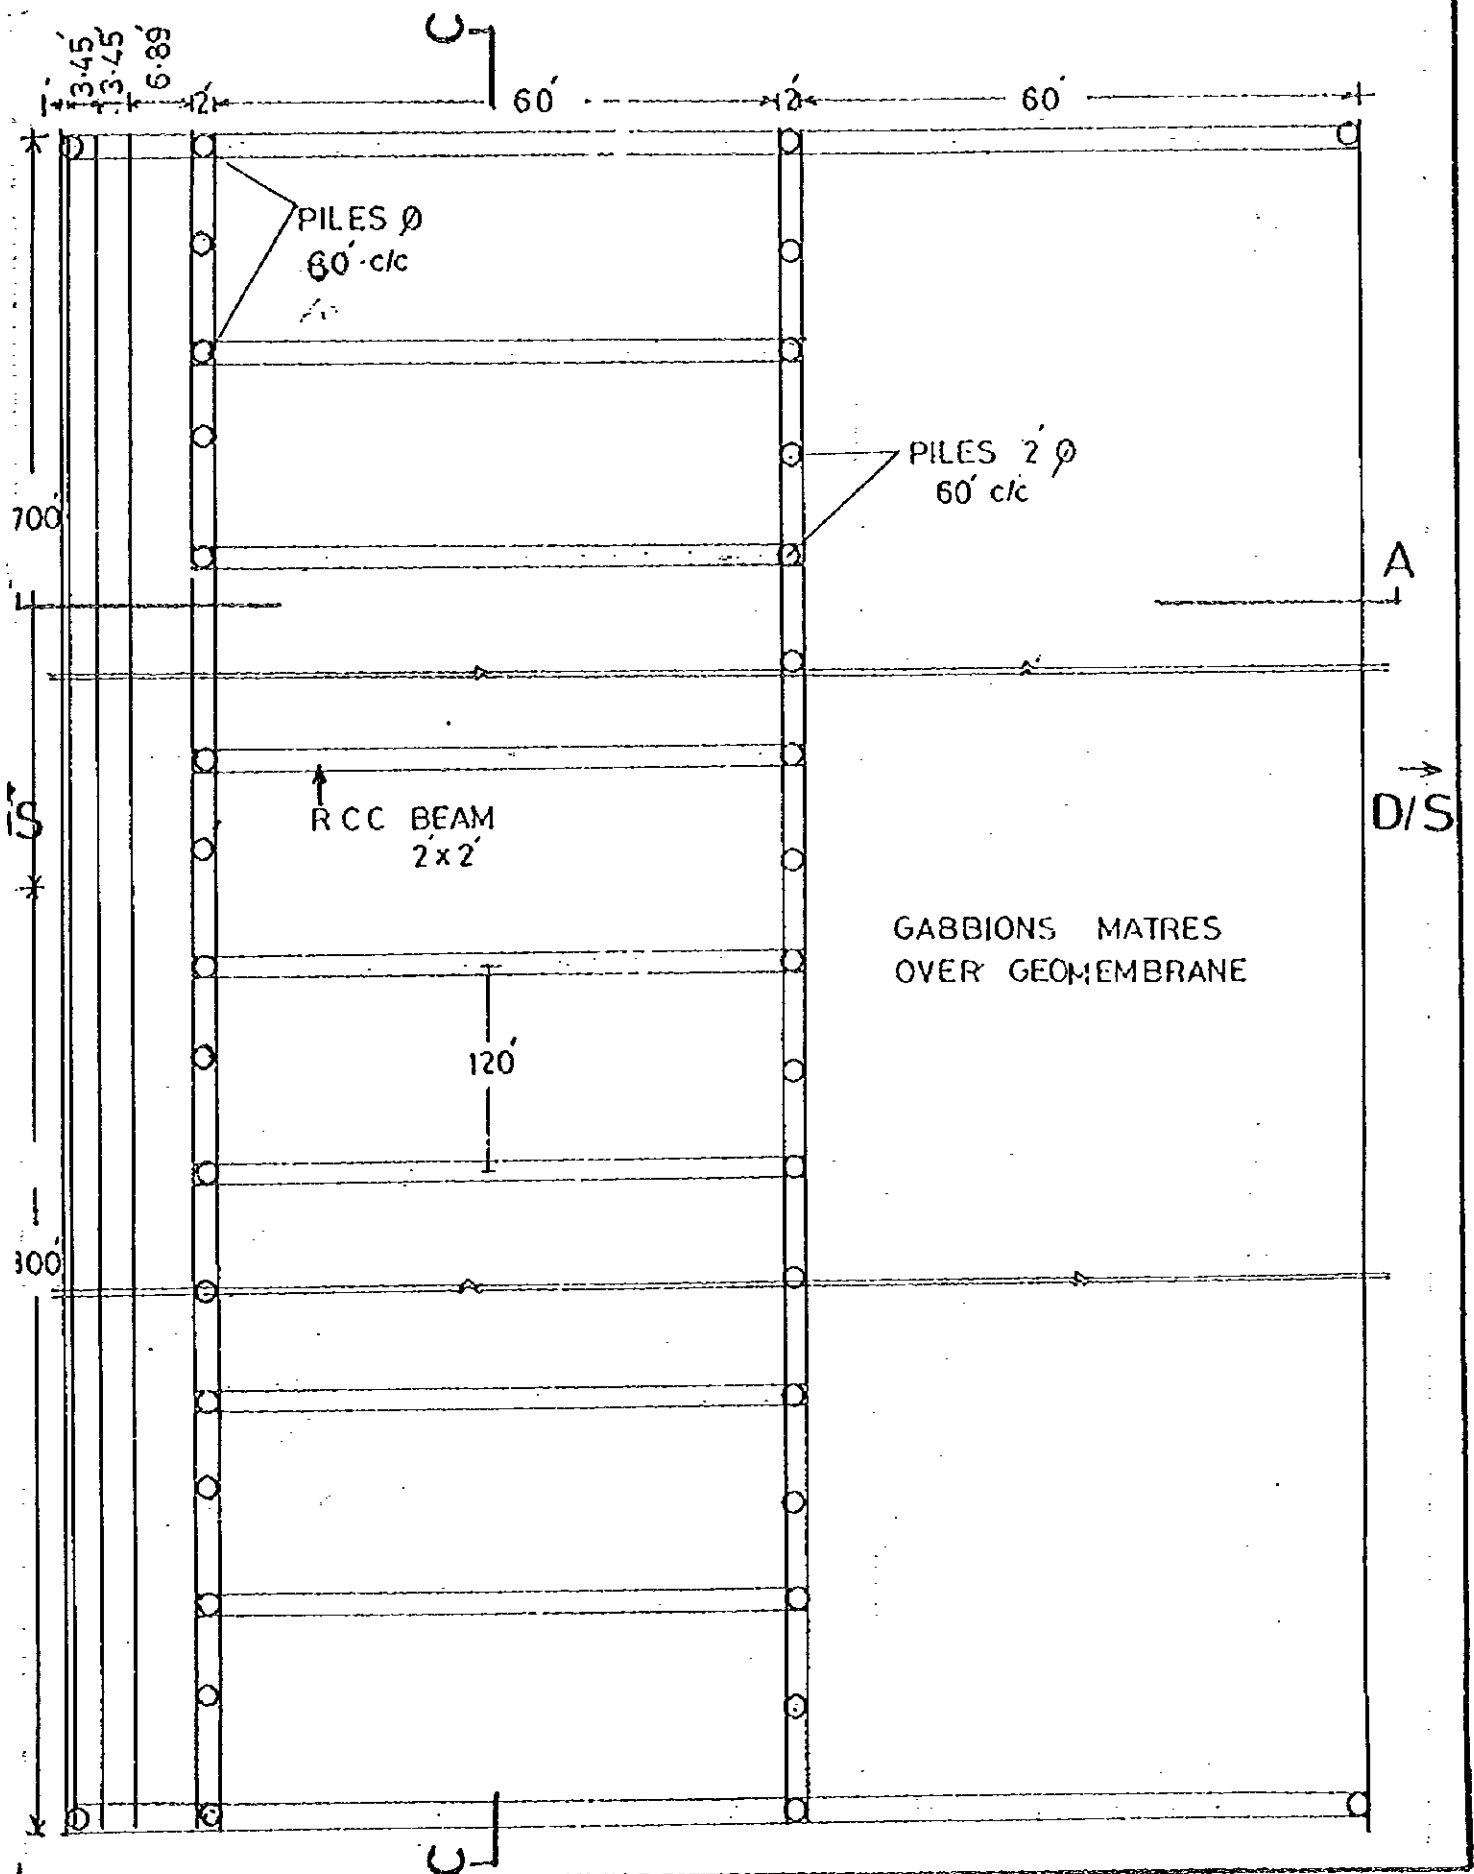 C
3.45'
3.45'
6.89'
2'
60'
2'
60'
PILES Ø
60' c/c
PILES 2' Ø
60' c/c
700'
A
RCC BEAM
2'x2'
D/S
GABBIONS MATRES
OVER GEOMEMBRANE
120'
C